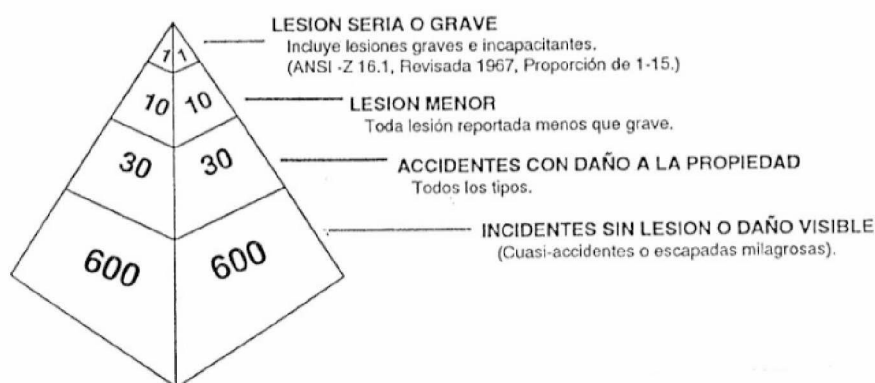 LESION SERIA O GRAVE
Incluye lesiones graves e incapacitantes.
(ANSI -Z 16.1, Revisada 1967, Proporción de 1-15.)
1 1
LESION MENOR
10 10
Toda lesión reportada menos que grave.
30 30
ACCIDENTES CON DAÑO A LA PROPIEDAD
Todos los tipos.
INCIDENTES SIN LESION O DAÑO VISIBLE
(Cuasi-accidentes o escapadas milagrosas).
600 600